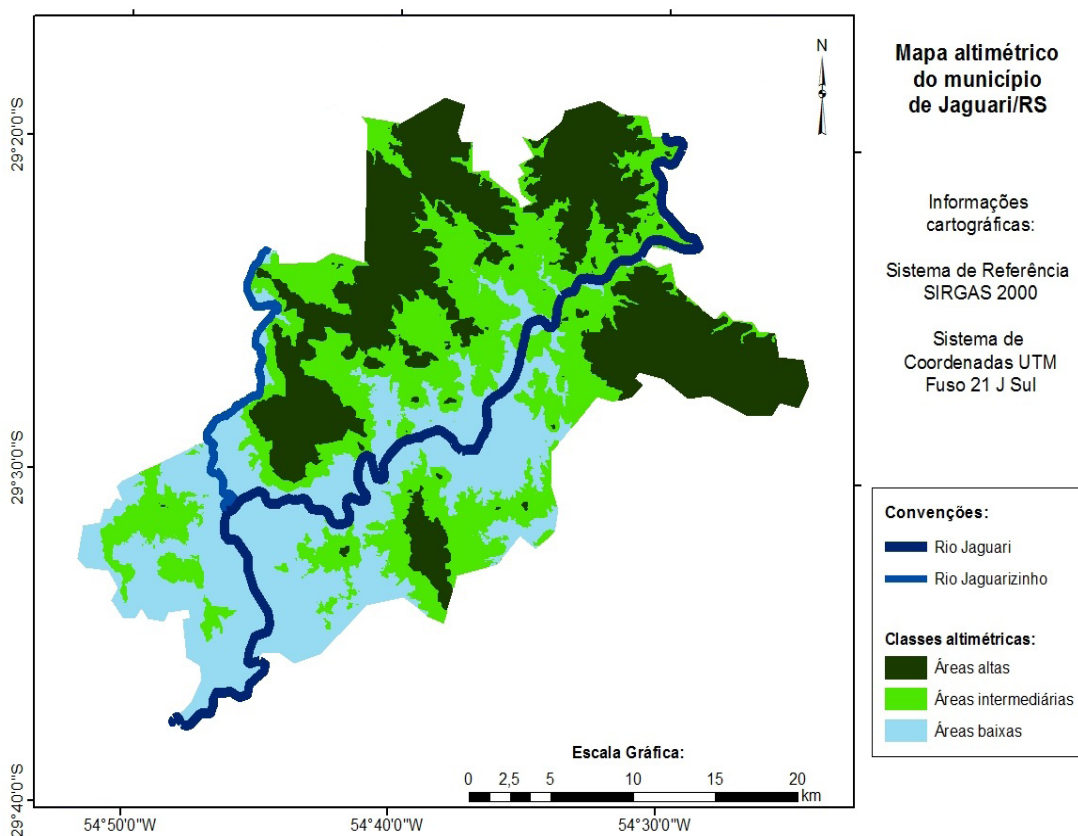 Mapa altimétrico
do município
de Jaguari/RS
N
Informações
cartográficas:
Sistema de Referência
SIRGAS 2000
Sistema de
Coordenadas UTM
Fuso 21 J Sul
29°20'0"S
29°30'0"S
29°40'0"S
54°50'0"W
54°40'0"W
54°30'0"W
Escala Gráfica:
0 2,5 5 10 15 20
km
Convenções:
Rio Jaguari
Rio Jaguarizinho
Classes altimétricas:
Áreas altas
Áreas intermediárias
Áreas baixas